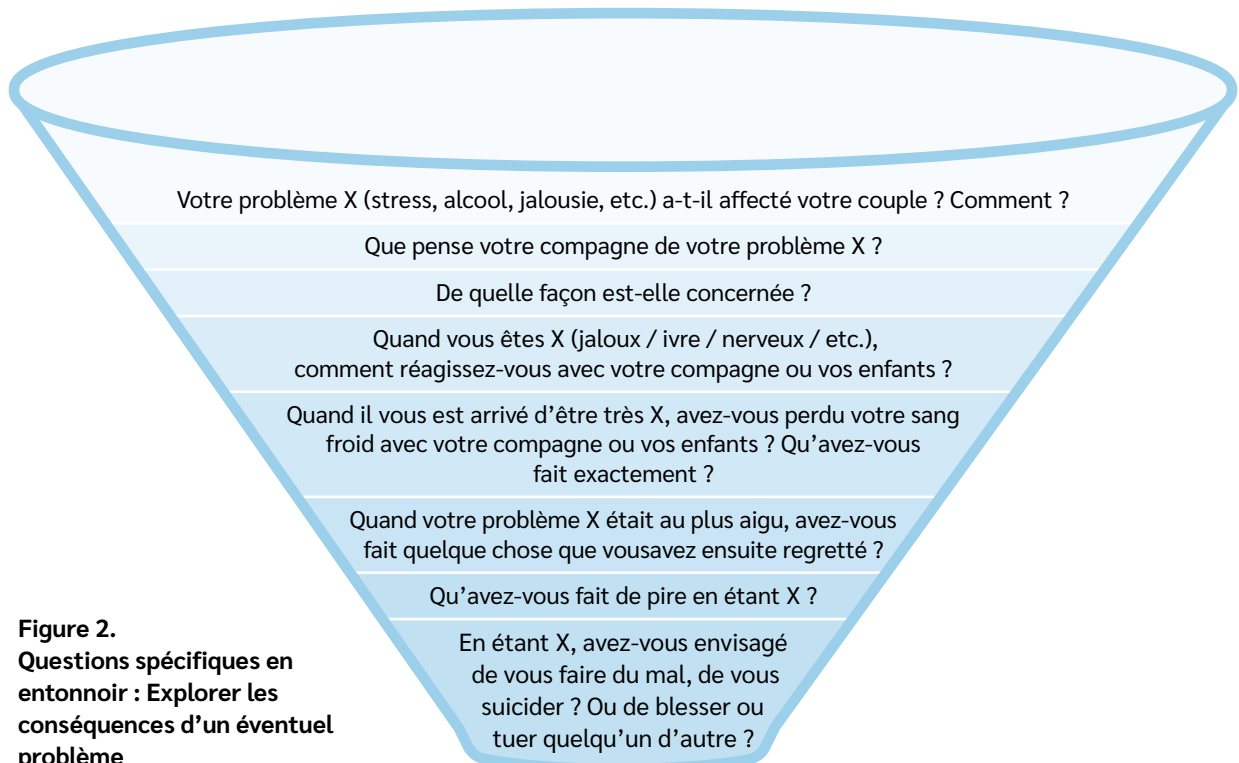 Votre problème X (stress, alcool, jalousie, etc.) a-t-il affecté votre couple ? Comment ?
Que pense votre compagne de votre problème X ?
De quelle façon est-elle concernée ?
Quand vous êtes X (jaloux / ivre / nerveux / etc.),
comment réagissez-vous avec votre compagne ou vos enfants ?
Quand il vous est arrivé d’être très X, avez-vous perdu votre sang
froid avec votre compagne ou vos enfants ? Qu’avez-vous
fait exactement ?
Quand votre problème X était au plus aigu, avez-vous
fait quelque chose que vousavez ensuite regretté ?
Qu’avez-vous fait de pire en étant X ?
En étant X, avez-vous envisagé
de vous faire du mal, de vous
suicider ? Ou de blesser ou
tuer quelqu’un d’autre ?
Figure 2.
Questions spécifiques en
entonnoir : Explorer les
conséquences d’un éventuel
problème